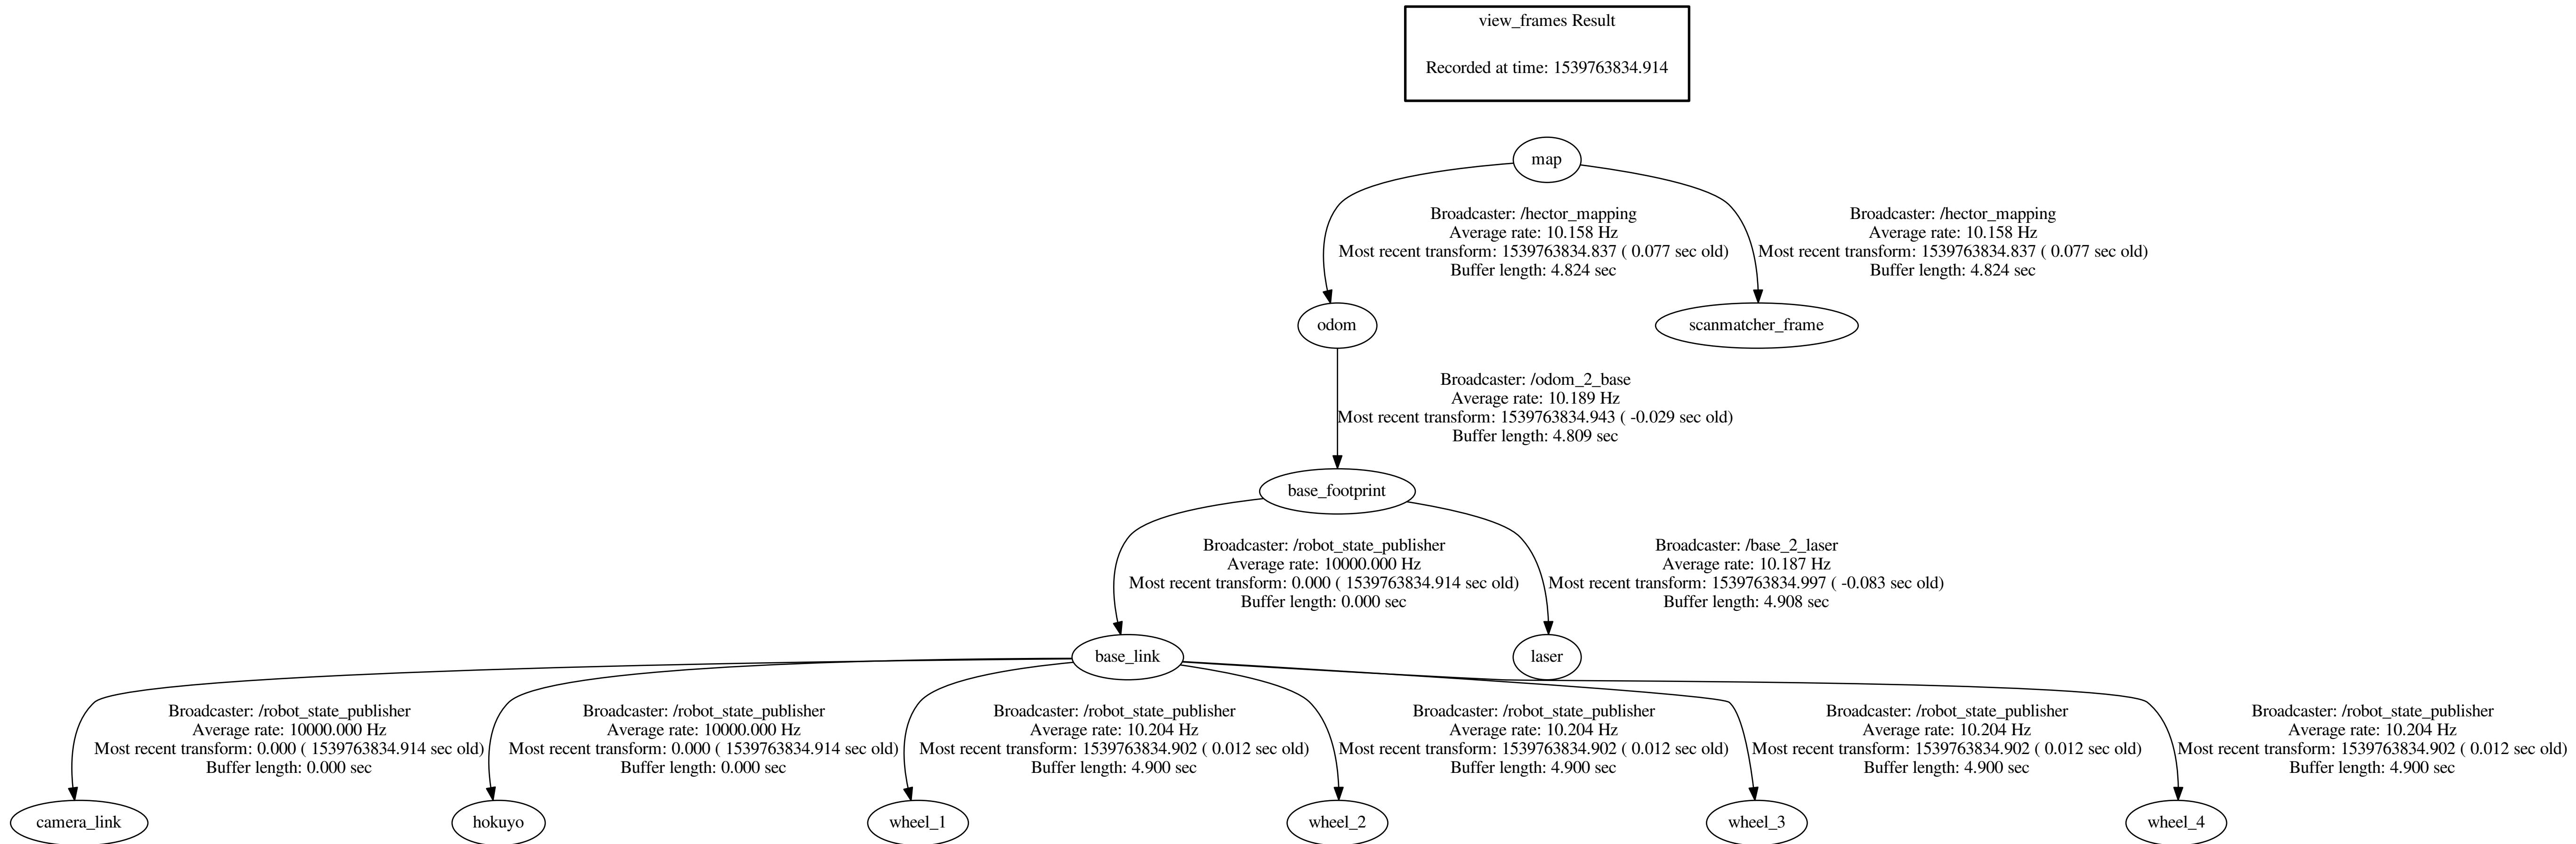 view_frames Result
Recorded at time: 1539763834.914
map
Broadcaster: /hector_mapping
Average rate: 10.158 Hz
Most recent transform: 1539763834.837 ( 0.077 sec old)
Buffer length: 4.824 sec
Broadcaster: /hector_mapping
Average rate: 10.158 Hz
Most recent transform: 1539763834.837 ( 0.077 sec old)
Buffer length: 4.824 sec
odom
scanmatcher_frame
Broadcaster: /odom_2_base
Average rate: 10.189 Hz
Most recent transform: 1539763834.943 ( -0.029 sec old)
Buffer length: 4.809 sec
base_footprint
Broadcaster: /robot_state_publisher
Average rate: 10000.000 Hz
Most recent transform: 0.000 ( 1539763834.914 sec old)
Buffer length: 0.000 sec
Broadcaster: /base_2_laser
Average rate: 10.187 Hz
Most recent transform: 1539763834.997 ( -0.083 sec old)
Buffer length: 4.908 sec
base_link
laser
Broadcaster: /robot_state_publisher
Average rate: 10000.000 Hz
Most recent transform: 0.000 ( 1539763834.914 sec old)
Buffer length: 0.000 sec
Broadcaster: /robot_state_publisher
Average rate: 10000.000 Hz
Most recent transform: 0.000 ( 1539763834.914 sec old)
Buffer length: 0.000 sec
Broadcaster: /robot_state_publisher
Average rate: 10.204 Hz
Most recent transform: 1539763834.902 ( 0.012 sec old)
Buffer length: 4.900 sec
Broadcaster: /robot_state_publisher
Average rate: 10.204 Hz
Most recent transform: 1539763834.902 ( 0.012 sec old)
Buffer length: 4.900 sec
Broadcaster: /robot_state_publisher
Average rate: 10.204 Hz
Most recent transform: 1539763834.902 ( 0.012 sec old)
Buffer length: 4.900 sec
Broadcaster: /robot_state_publisher
Average rate: 10.204 Hz
Most recent transform: 1539763834.902 ( 0.012 sec old)
Buffer length: 4.900 sec
camera_link
hokuyo
wheel_1
wheel_2
wheel_3
wheel_4